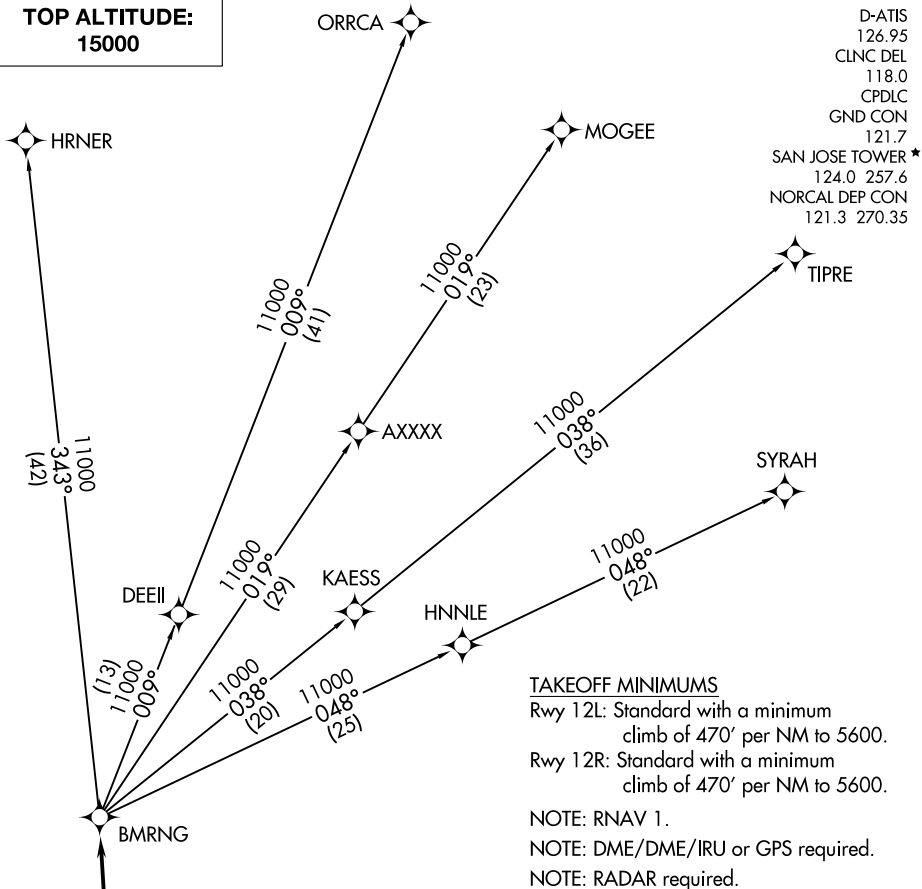 TOP ALTITUDE:
15000
ORRCA
D-ATIS
126.95
CLNC DEL
118.0
CPDLC
GND CON
121.7
SAN JOSE TOWER ★
124.0 257.6
NORCAL DEP CON
121.3 270.35
HRNER
MOGEE
TIPRE
11000
009°
(41)
11000
019°
(23)
11000
343°
(42)
AXXXX
11000
038°
(36)
SYRAH
11000
048°
(22)
DEEII
11000
019°
(29)
KAESS
HNNLE
(13)
11000
009°
11000
038°
(20)
11000
048°
(25)
BMRNG
TAKEOFF MINIMUMS
Rwy 12L: Standard with a minimum
climb of 470' per NM to 5600.
Rwy 12R: Standard with a minimum
climb of 470' per NM to 5600.
NOTE: RNAV 1.
NOTE: DME/DME/IRU or GPS required.
NOTE: RADAR required.